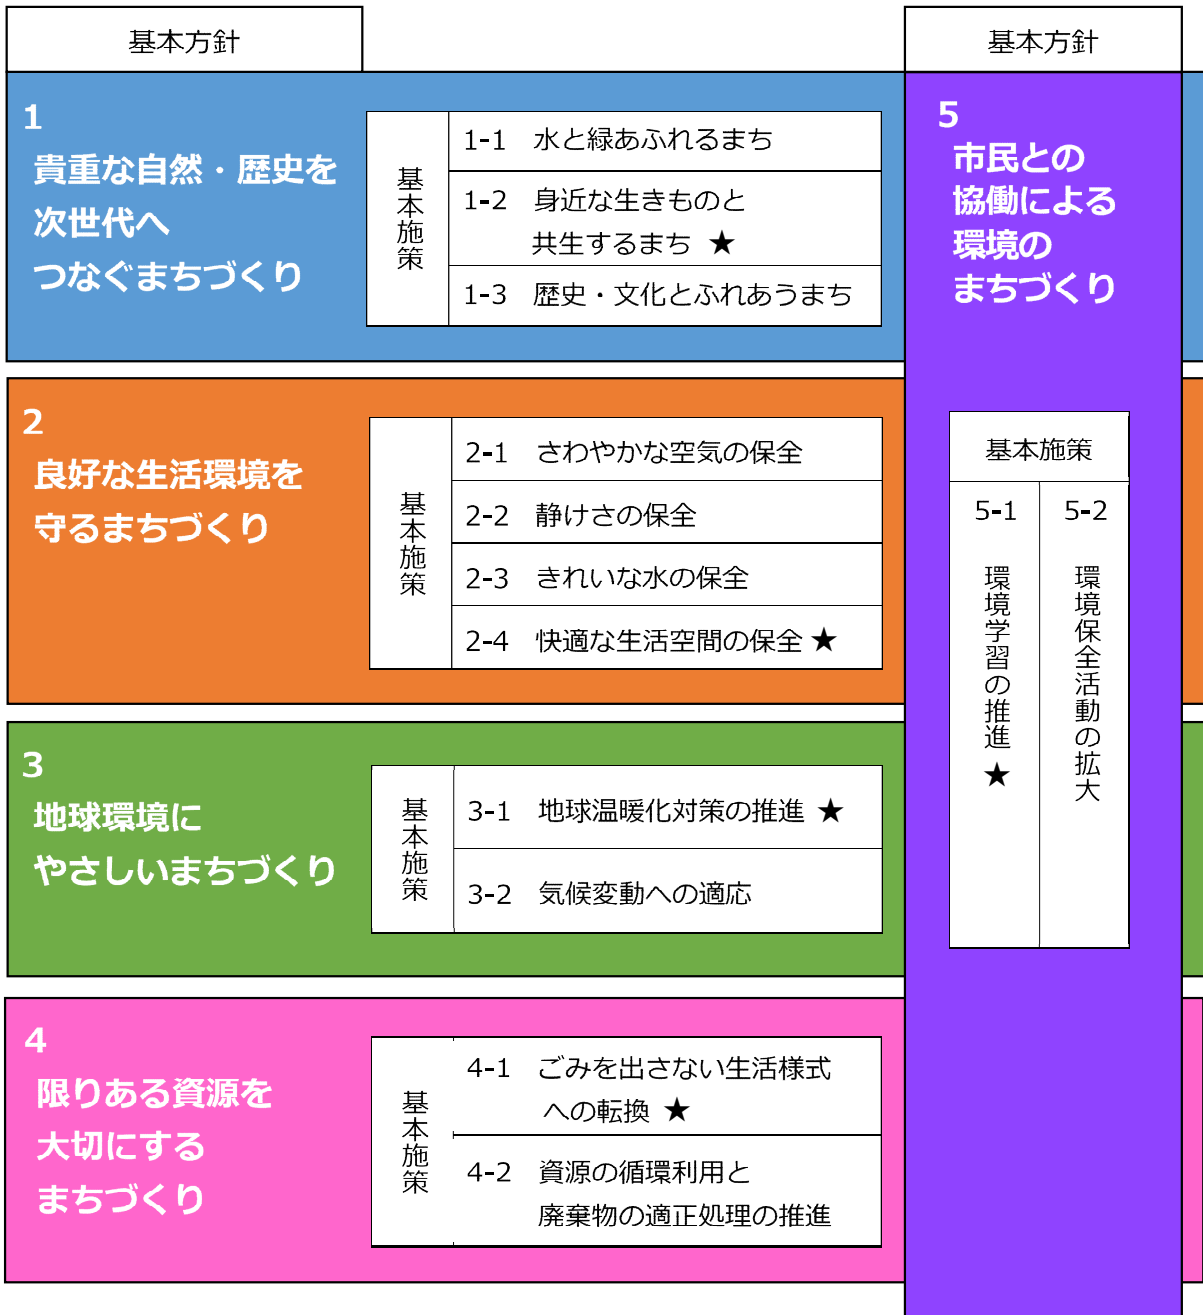 基本方針
1
貴重な自然・歴史を
次世代へ
つなぐまちづくり
基本施策
1-1 水と緑あふれるまち
1-2 身近な生きものと
共生するまち ★
1-3 歴史・文化とふれあうまち
2
良好な生活環境を
守るまちづくり
基本施策
2-1 さわやかな空気の保全
2-2 静けさの保全
2-3 きれいな水の保全
2-4 快適な生活空間の保全 ★
3
地球環境に
やさしいまちづくり
基本施策
3-1 地球温暖化対策の推進 ★
3-2 気候変動への適応
4
限りある資源を
大切にする
まちづくり
基本施策
4-1 ごみを出さない生活様式
への転換 ★
4-2 資源の循環利用と
廃棄物の適正処理の推進
基本方針
5
市民との
協働による
環境の
まちづくり
基本施策
5-1
環境学習の推進 ★
5-2
環境保全活動の拡大